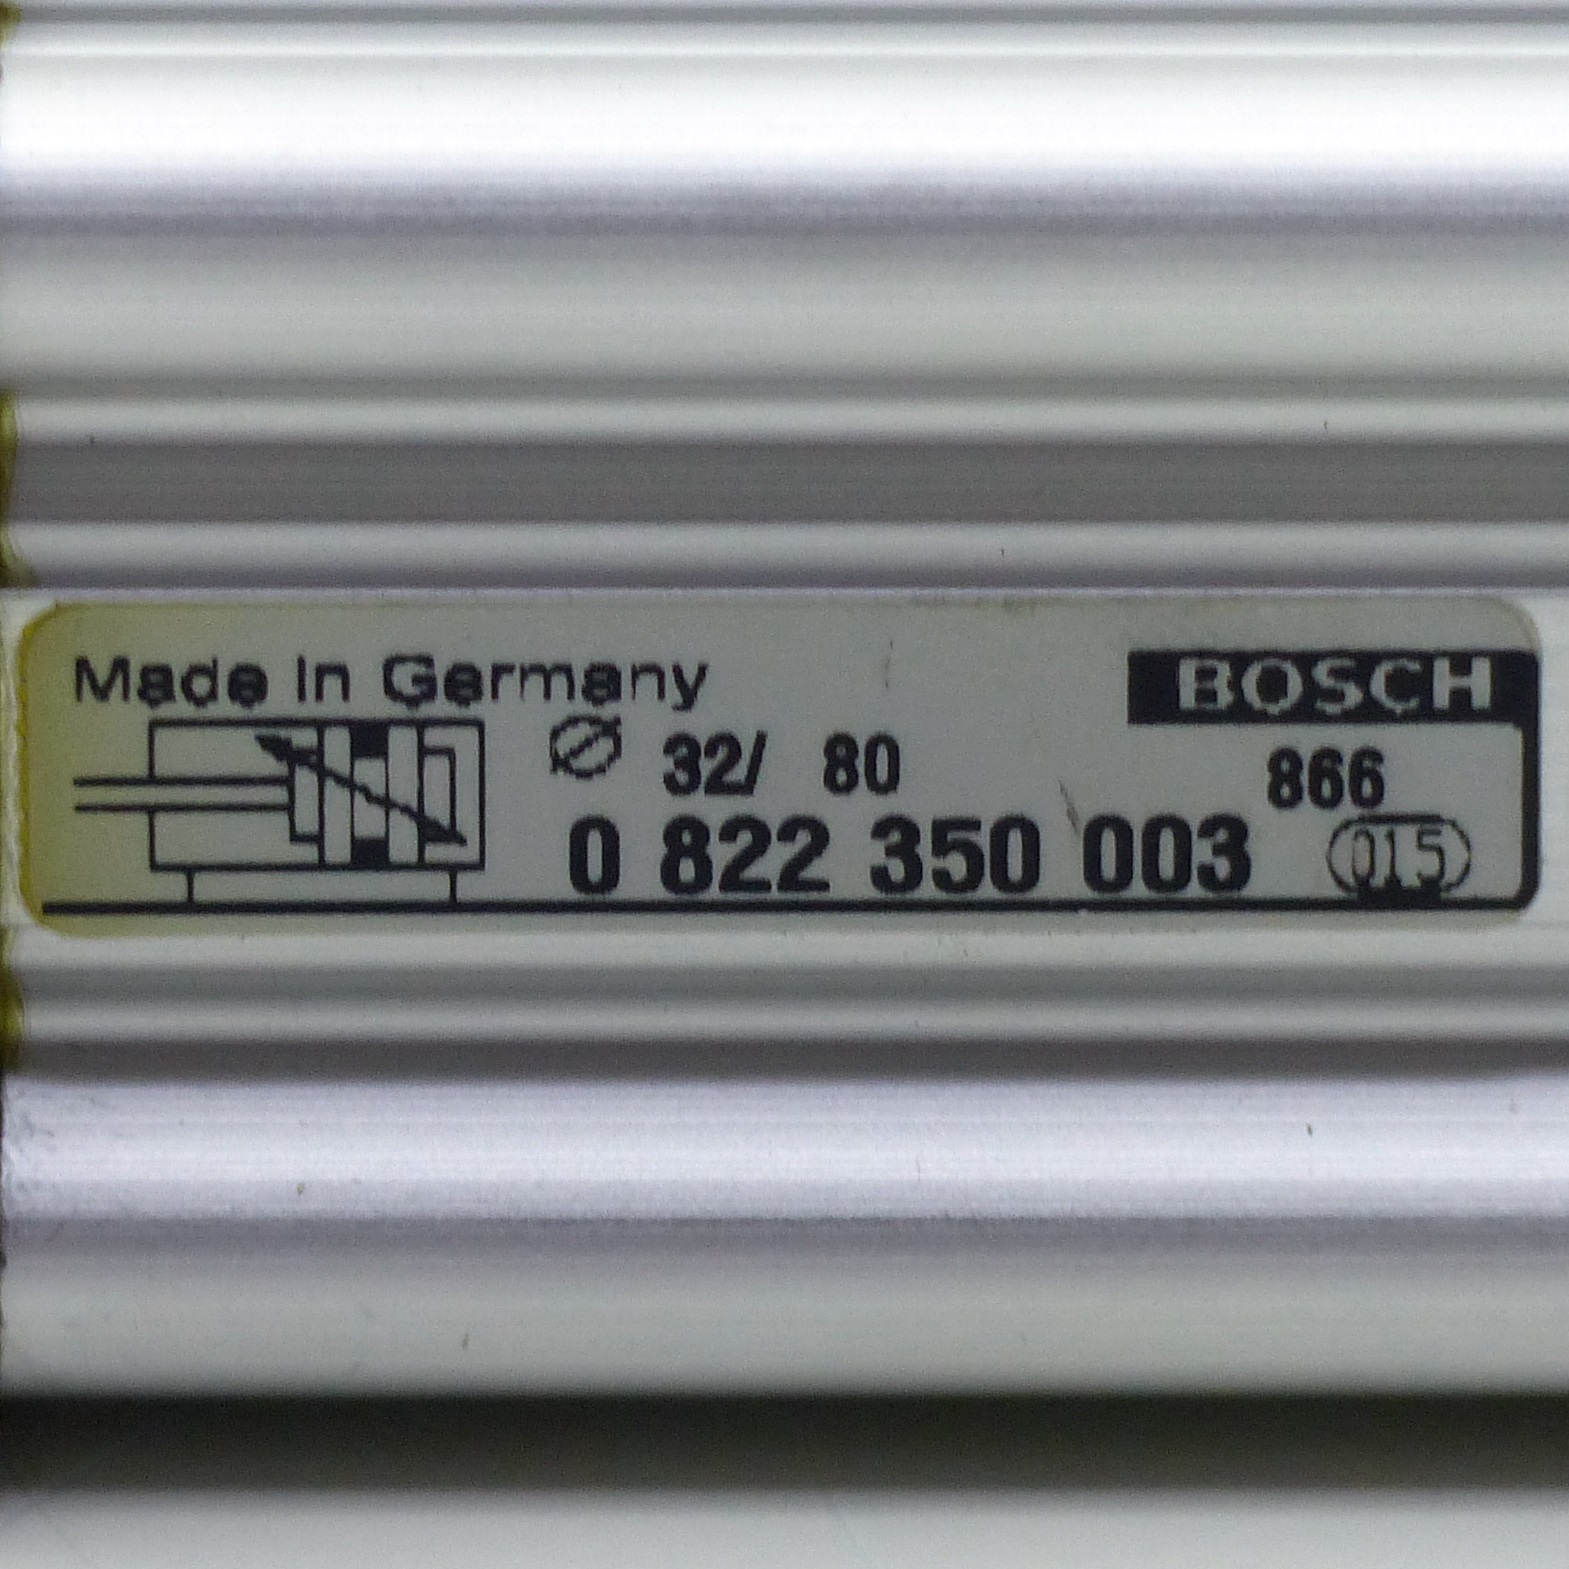 Made In Germany
BOSCH
Ø 32/ 80
866
0 822 350 003
015